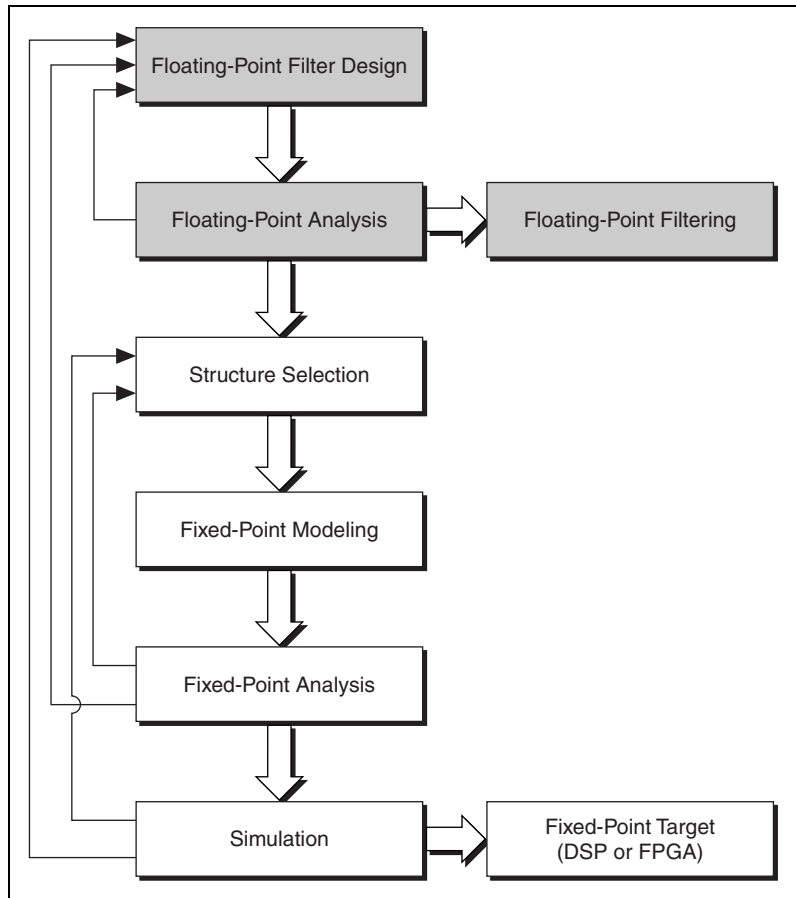 Floating-Point Filter Design
Floating-Point Analysis
Floating-Point Filtering
Structure Selection
Fixed-Point Modeling
Fixed-Point Analysis
Simulation
Fixed-Point Target
(DSP or FPGA)